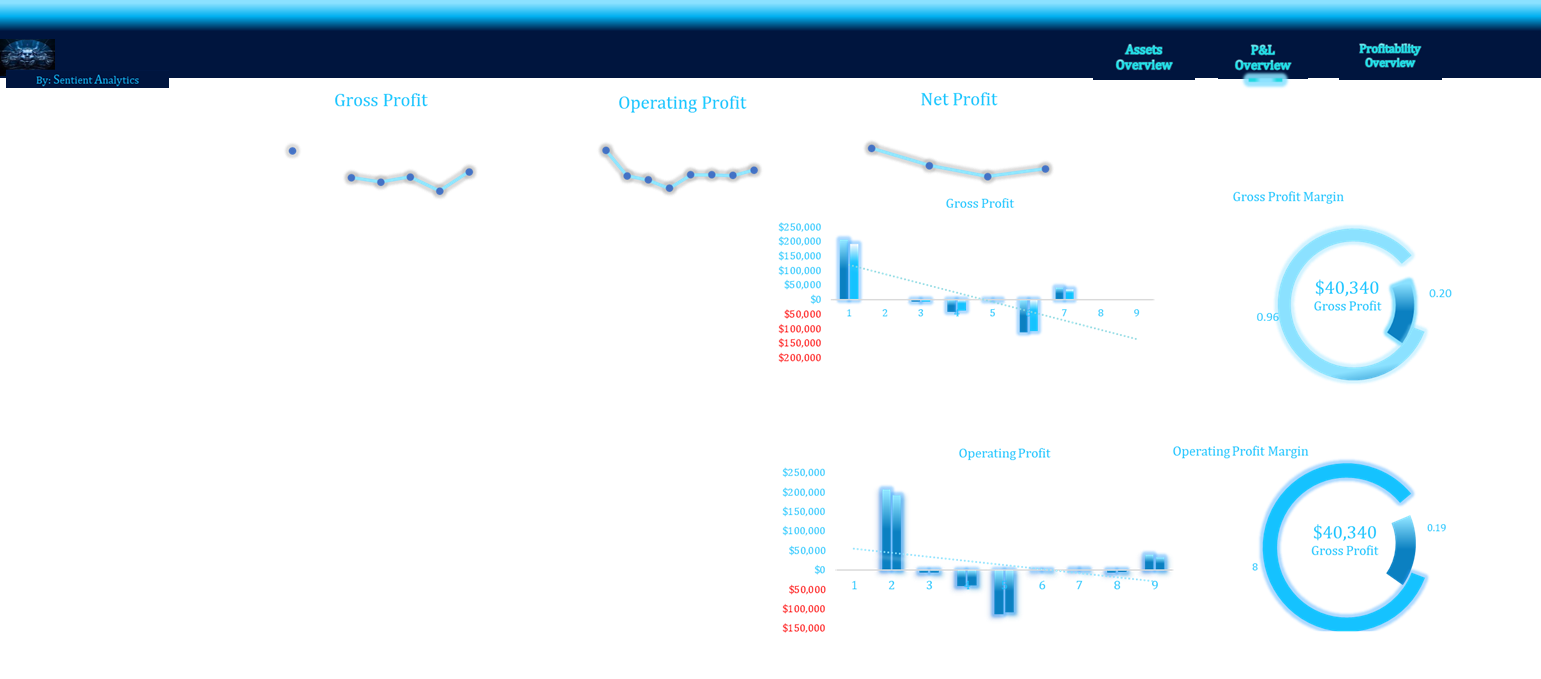 Assets
Overview
P&L
Overview
Profitability
Overview
By: Sentient Analytics
Gross Profit
Operating Profit
Net Profit
Gross Profit
$250,000
$200,000
$150,000
$100,000
$50,000
$0
$50,000
$100,000
$150,000
$200,000
1 2 3 4 5 6 7 8 9
Gross Profit Margin
$40,340
Gross Profit
0.20
0.96
Operating Profit
$250,000
$200,000
$150,000
$100,000
$50,000
$0
$50,000
$100,000
$150,000
1 2 3 4 5 6 7 8 9
Operating Profit Margin
$40,340
Gross Profit
0.19
8